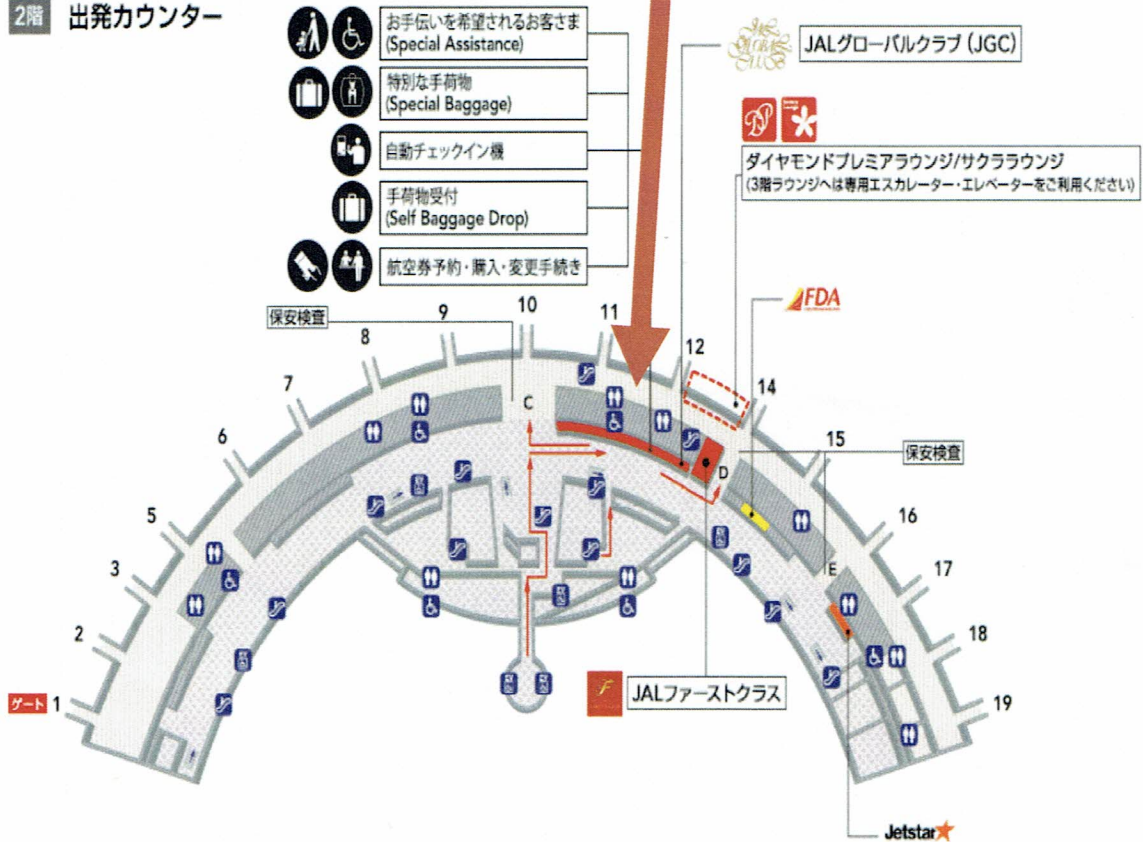 2階 出発カウンター
お手伝いを希望されるお客さま
(Special Assistance)
特別な手荷物
(Special Baggage)
自動チェックイン機
手荷物受付
(Self Baggage Drop)
航空券予約・購入・変更手続き
JAL GLOBAL CLUB
JALグローバルクラブ (JGC)
ダイヤモンドプレミアラウンジ/サクララウンジ
(3階ラウンジへは専用エスカレーター・エレベーターをご利用ください)
FDA
保安検査
保安検査
C
D
E
ゲート 1
2
3
5
6
7
8
9
10
11
12
14
15
16
17
18
19
F
JALファーストクラス
Jetstar